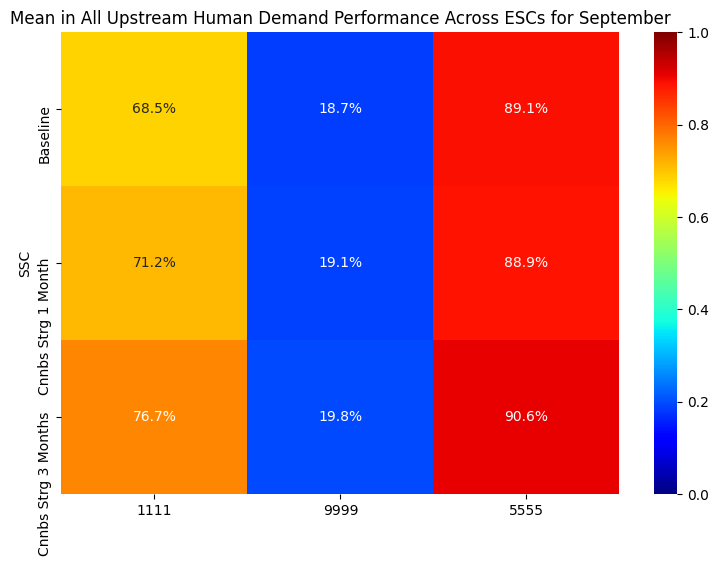 Mean in All Upstream Human Demand Performance Across ESCs for September
SSC
Baseline
68.5% 18.7% 89.1%
Cnnbs Strg 1 Month
71.2% 19.1% 88.9%
Cnnbs Strg 3 Months
76.7% 19.8% 90.6%
1111 9999 5555
1.0
0.8
0.6
0.4
0.2
0.0